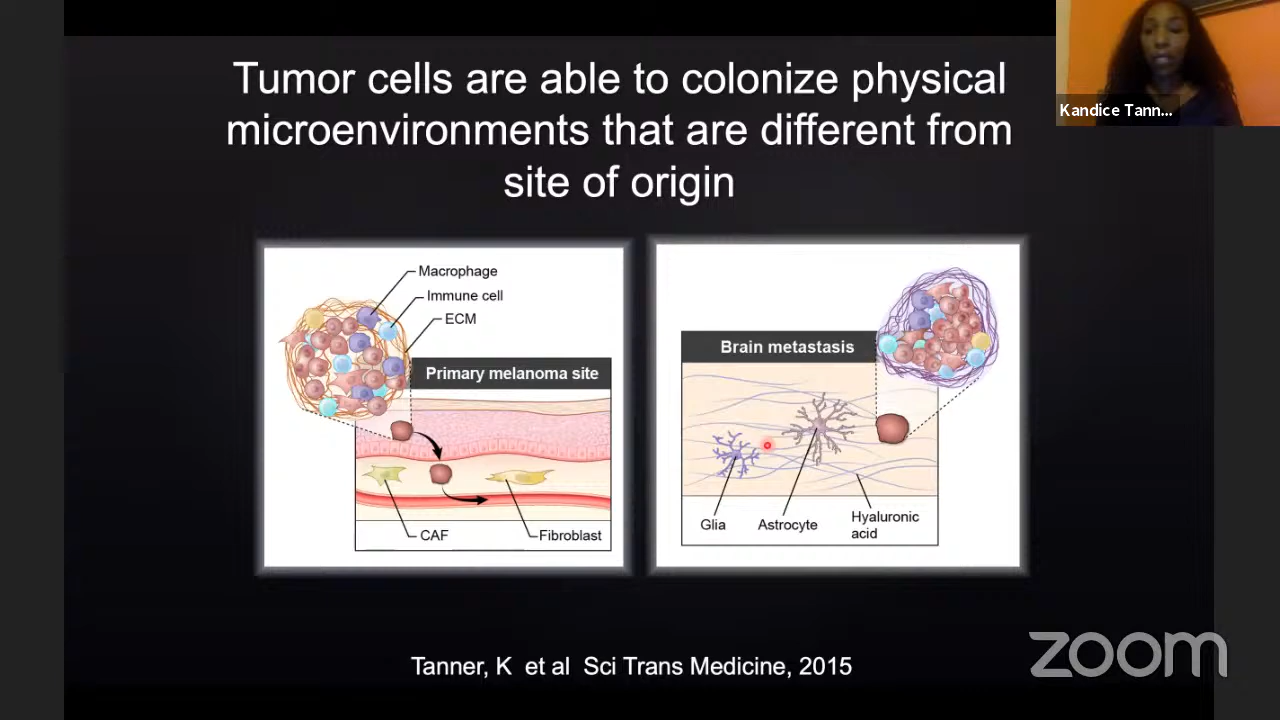 Tumor cells are able to colonize physical
microenvironments that are different from
site of origin
Kandice Tann...
Macrophage
Immune cell
ECM
Primary melanoma site
CAF
Fibroblast
Brain metastasis
Glia
Astrocyte
Hyaluronic
acid
Tanner, K et al Sci Trans Medicine, 2015
zoom